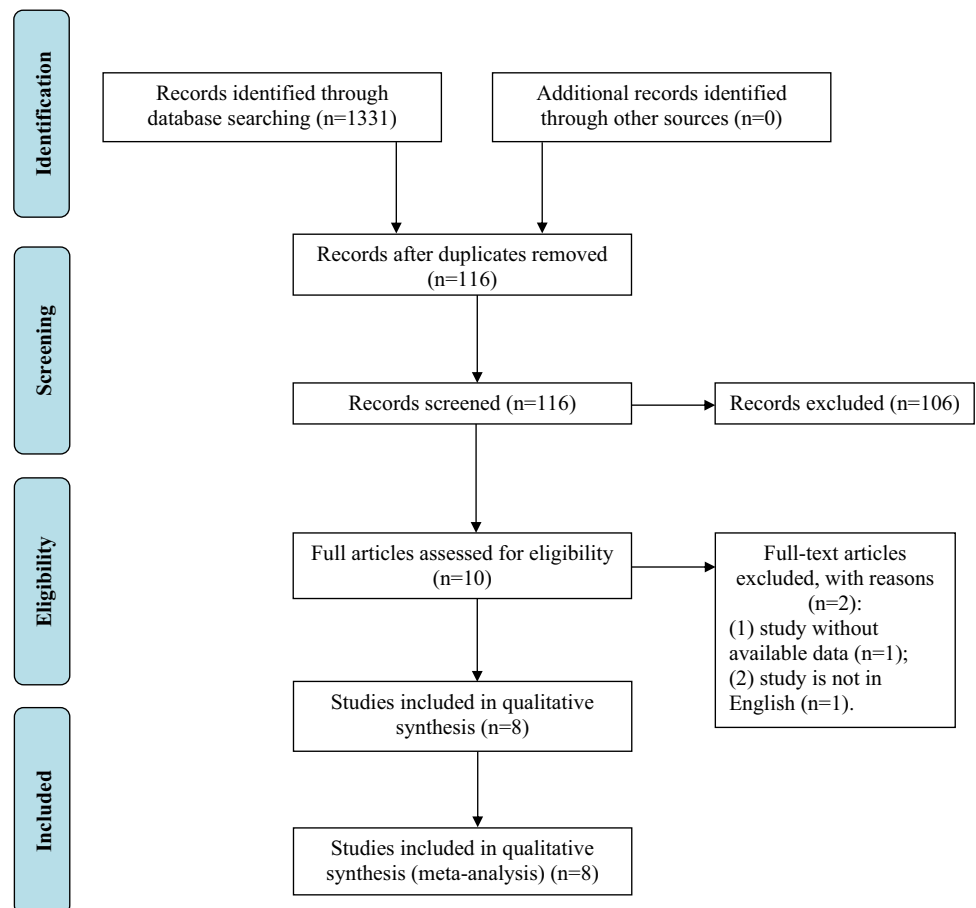 Identification
Records identified through
database searching (n=1331)
Additional records identified
through other sources (n=0)
Screening
Records after duplicates removed
(n=116)
Records screened (n=116)
Records excluded (n=106)
Eligibility
Full articles assessed for eligibility
(n=10)
Full-text articles
excluded, with reasons
(n=2):
(1) study without
available data (n=1);
(2) study is not in
English (n=1).
Studies included in qualitative
synthesis (n=8)
Included
Studies included in qualitative
synthesis (meta-analysis) (n=8)